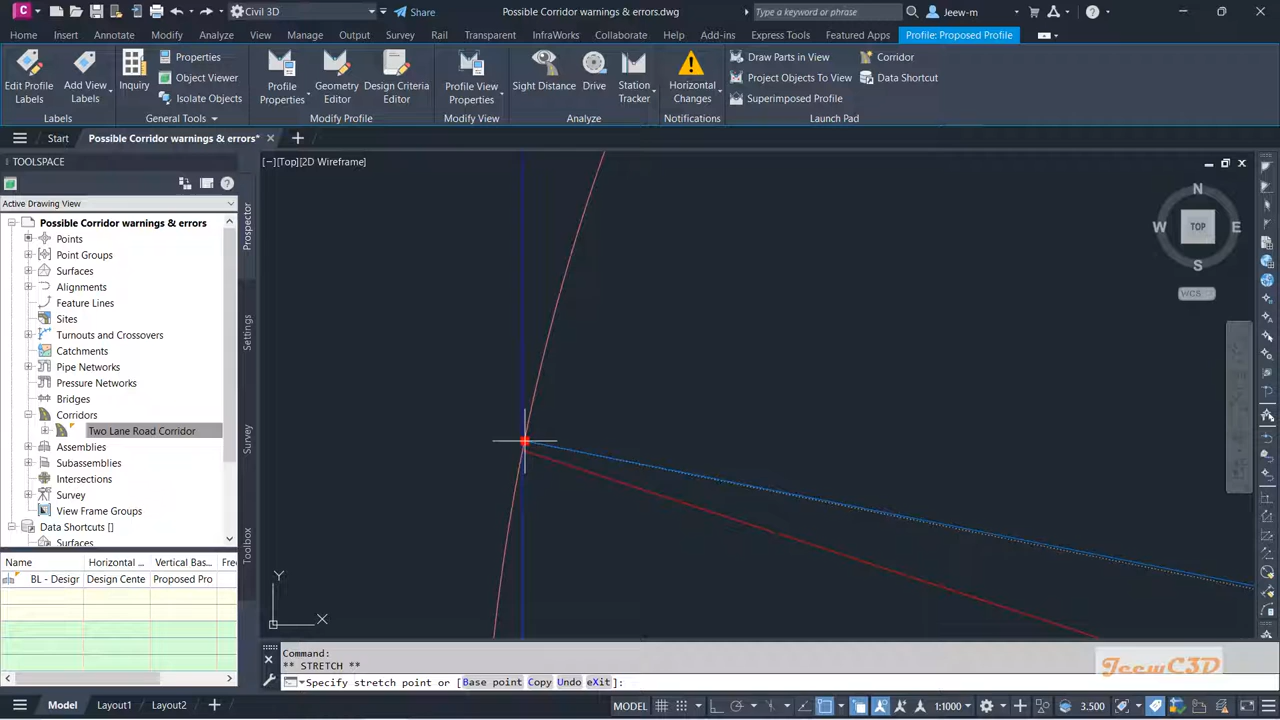 C
Civil 3D
Share
Possible Corridor warnings & errors.dwg
Type a keyword or phrase
Jeew-m
Home
Insert
Annotate
Modify
Analyze
View
Manage
Output
Survey
Rail
Transparent
InfraWorks
Collaborate
Help
Add-ins
Express Tools
Featured Apps
Profile: Proposed Profile
Edit Profile
Labels
Add View
Labels
Labels
Inquiry
Properties
Object Viewer
Isolate Objects
General Tools
Profile
Properties
Geometry
Editor
Design Criteria
Editor
Modify Profile
Profile View
Properties
Modify View
Sight Distance
Drive
Station
Tracker
Analyze
Horizontal
Changes
Notifications
Draw Parts in View
Project Objects To View
Superimposed Profile
Corridor
Data Shortcut
Launch Pad
Start
Possible Corridor warnings & errors*
TOOLSPACE
Active Drawing View
Possible Corridor warnings & errors
Points
Point Groups
Surfaces
Alignments
Feature Lines
Sites
Turnouts and Crossovers
Catchments
Pipe Networks
Pressure Networks
Bridges
Corridors
Two Lane Road Corridor
Assemblies
Subassemblies
Intersections
Survey
View Frame Groups
Data Shortcuts []
Surfaces
Prospector
Settings
Survey
Toolbox
Name
Horizontal ...
Vertical Bas...
Fre
BL - Desigr
Design Cente
Proposed Pro
[−][Top][2D Wireframe]
N
W
TOP
E
S
WCS
Y
X
Command:
** STRETCH **
Specify stretch point or [Base point Copy Undo eXit]:
JeewC3D
Model
Layout1
Layout2
MODEL
1:1000
3.500